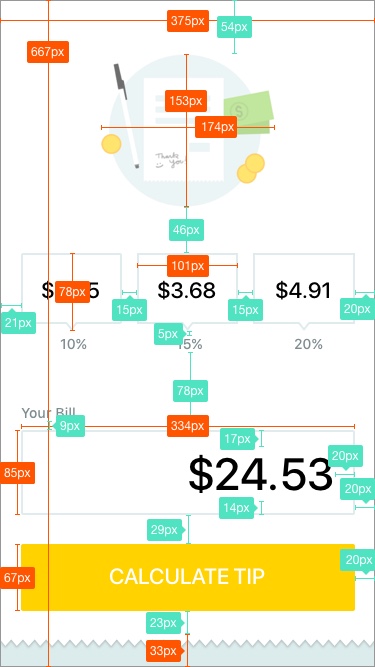 375px
54px
667px
153px
$
174px
Thank
You!
46px
101px
78px
$3.68
$4.91
15px
15px
20px
21px
5px
10%
15%
20%
78px
Your Bill
9px
334px
17px
20px
85px
$24.53
20px
14px
29px
20px
67px
CALCULATE TIP
23px
33px